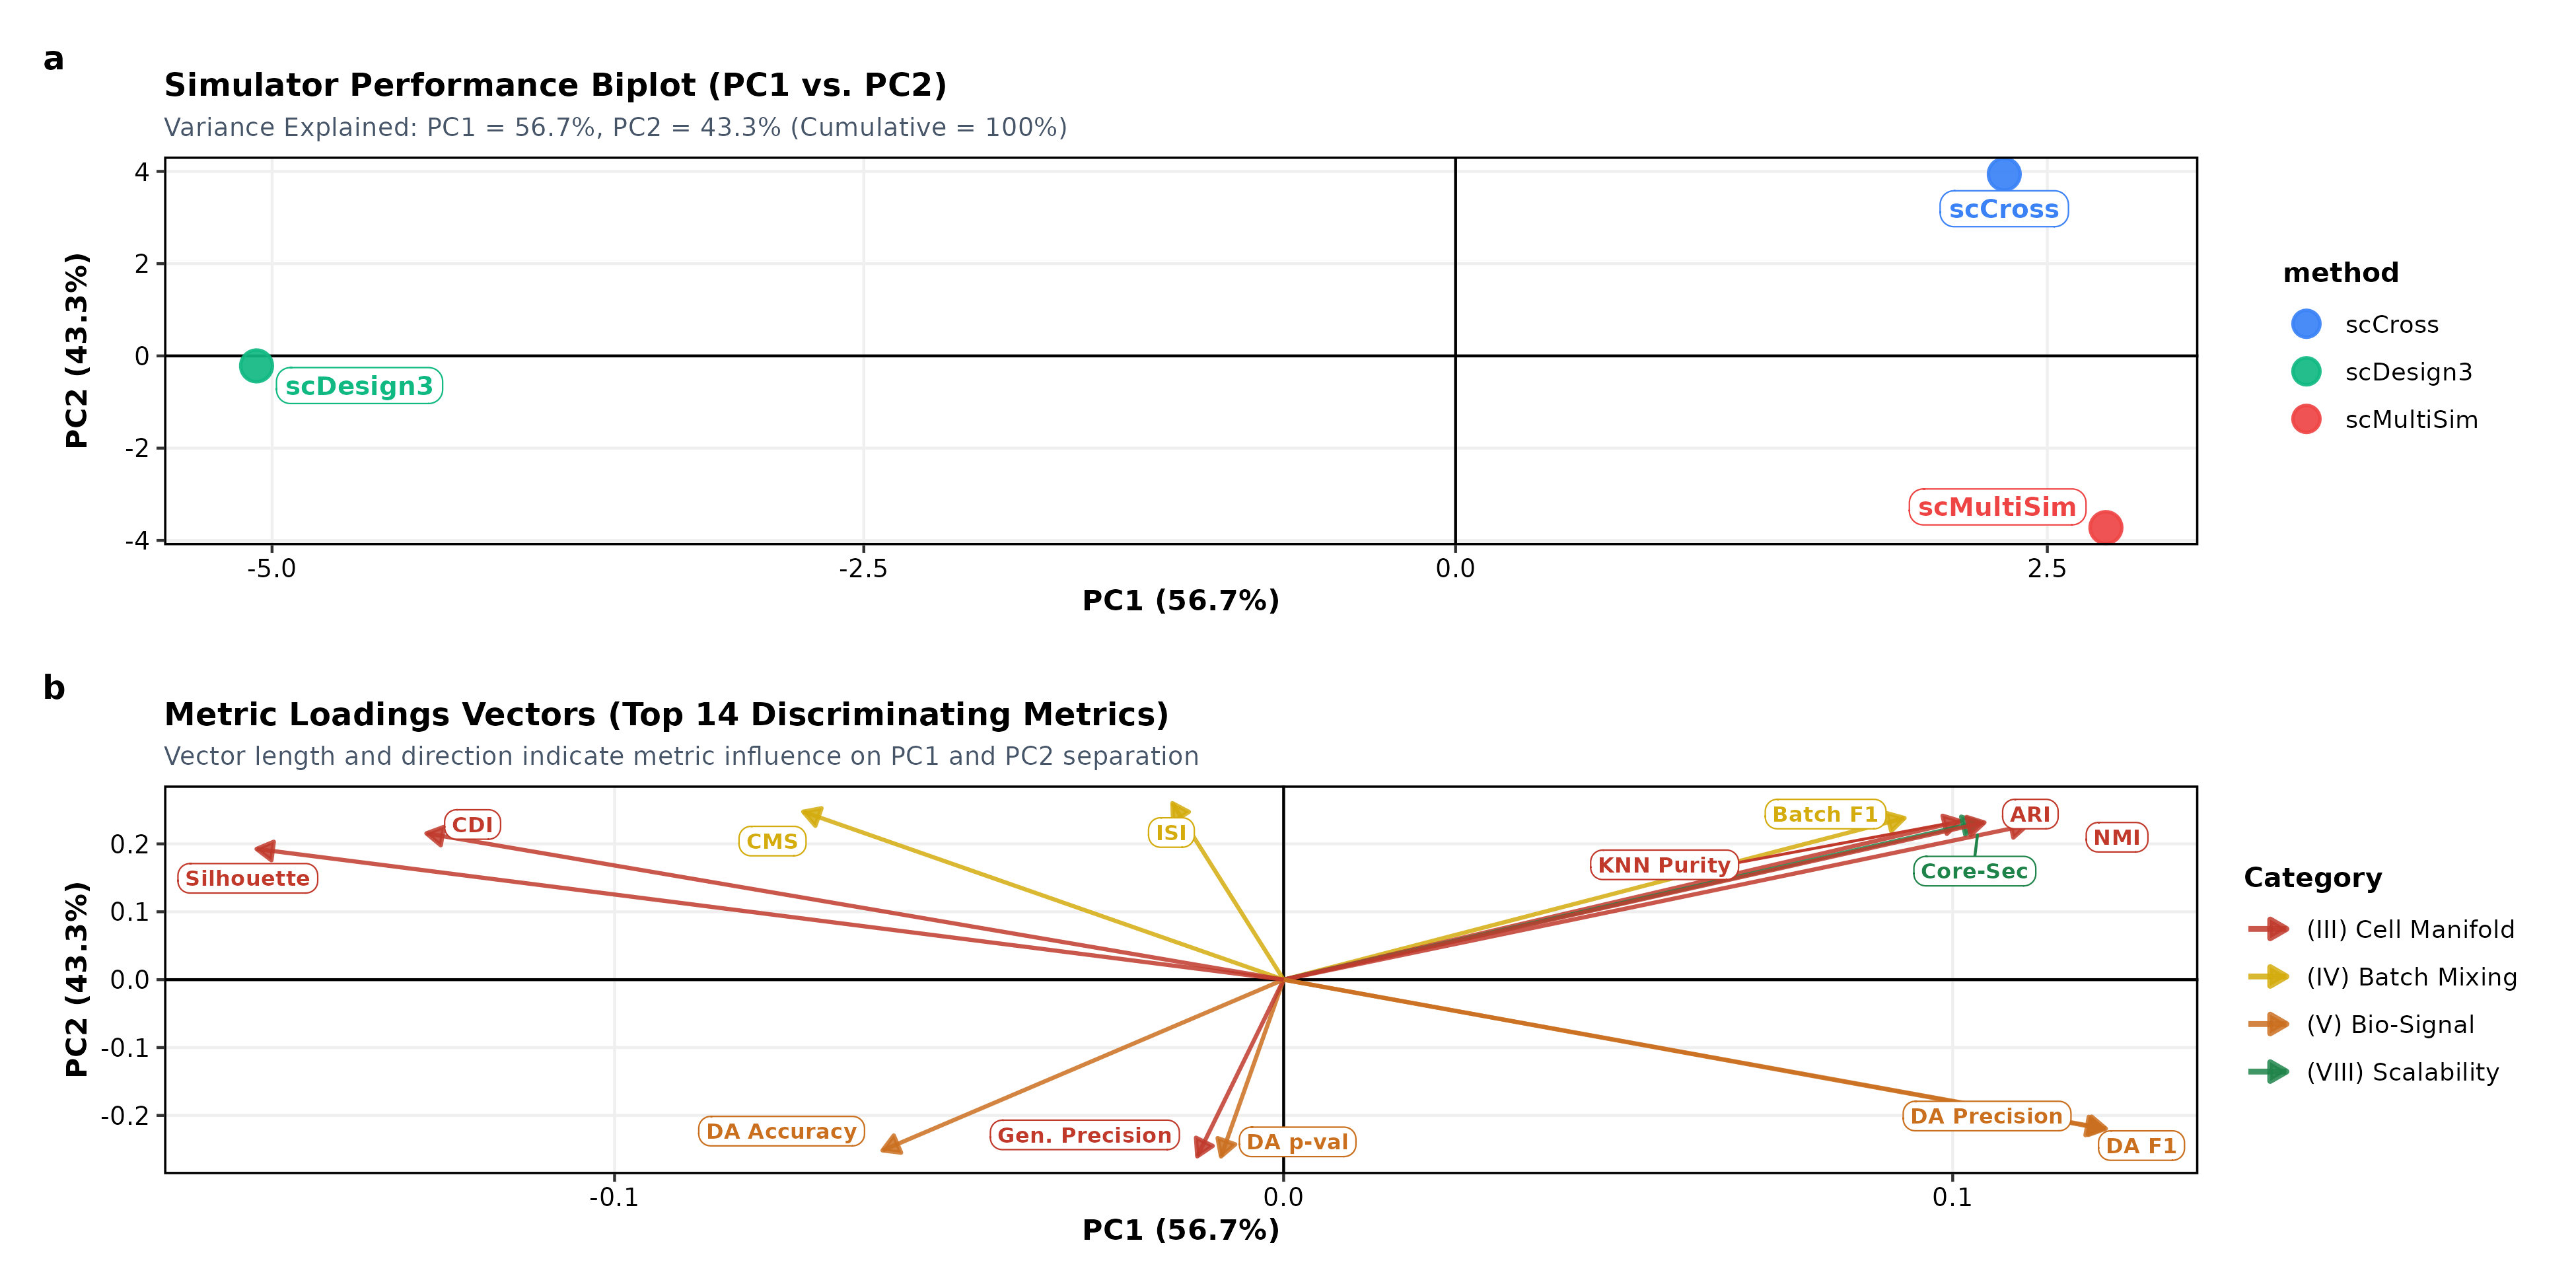 a
Simulator Performance Biplot (PC1 vs. PC2)
Variance Explained: PC1 = 56.7%, PC2 = 43.3% (Cumulative = 100%)
PC2 (43.3%)
4
2
0
-2
-4
scCross
scDesign3
scMultiSim
-5.0
-2.5
0.0
2.5
PC1 (56.7%)
method
scCross
scDesign3
scMultiSim
b
Metric Loadings Vectors (Top 14 Discriminating Metrics)
Vector length and direction indicate metric influence on PC1 and PC2 separation
PC2 (43.3%)
0.2
0.1
0.0
-0.1
-0.2
CDI
Silhouette
CMS
ISI
Batch F1
ARI
NMI
KNN Purity
Core-Sec
DA Accuracy
Gen. Precision
DA p-val
DA Precision
DA F1
-0.1
0.0
0.1
PC1 (56.7%)
Category
(III) Cell Manifold
(IV) Batch Mixing
(V) Bio-Signal
(VIII) Scalability